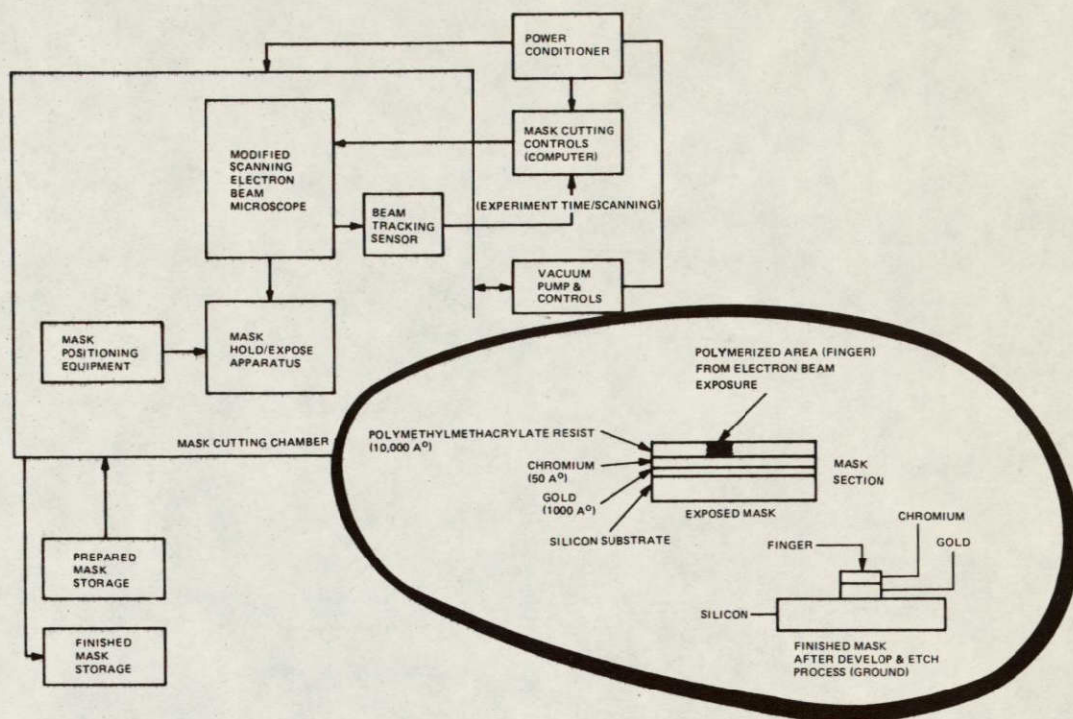 POWER
CONDITIONER
MODIFIED
SCANNING
ELECTRON
BEAM
MICROSCOPE
MASK CUTTING
CONTROLS
(COMPUTER)
BEAM
TRACKING
SENSOR
(EXPERIMENT TIME/SCANNING)
VACUUM
PUMP &
CONTROLS
MASK
POSITIONING
EQUIPMENT
MASK
HOLD/EXPOSE
APPARATUS
MASK CUTTING CHAMBER
PREPARED
MASK
STORAGE
FINISHED
MASK
STORAGE
POLYMERIZED AREA (FINGER)
FROM ELECTRON BEAM
EXPOSURE
POLYMETHYLMETHACRYLATE RESIST
(10,000 A⁰)
CHROMIUM
(50 A⁰)
GOLD
(1000 A⁰)
SILICON SUBSTRATE
MASK
SECTION
EXPOSED MASK
CHROMIUM
GOLD
FINGER
SILICON
FINISHED MASK
AFTER DEVELOP & ETCH
PROCESS (GROUND)